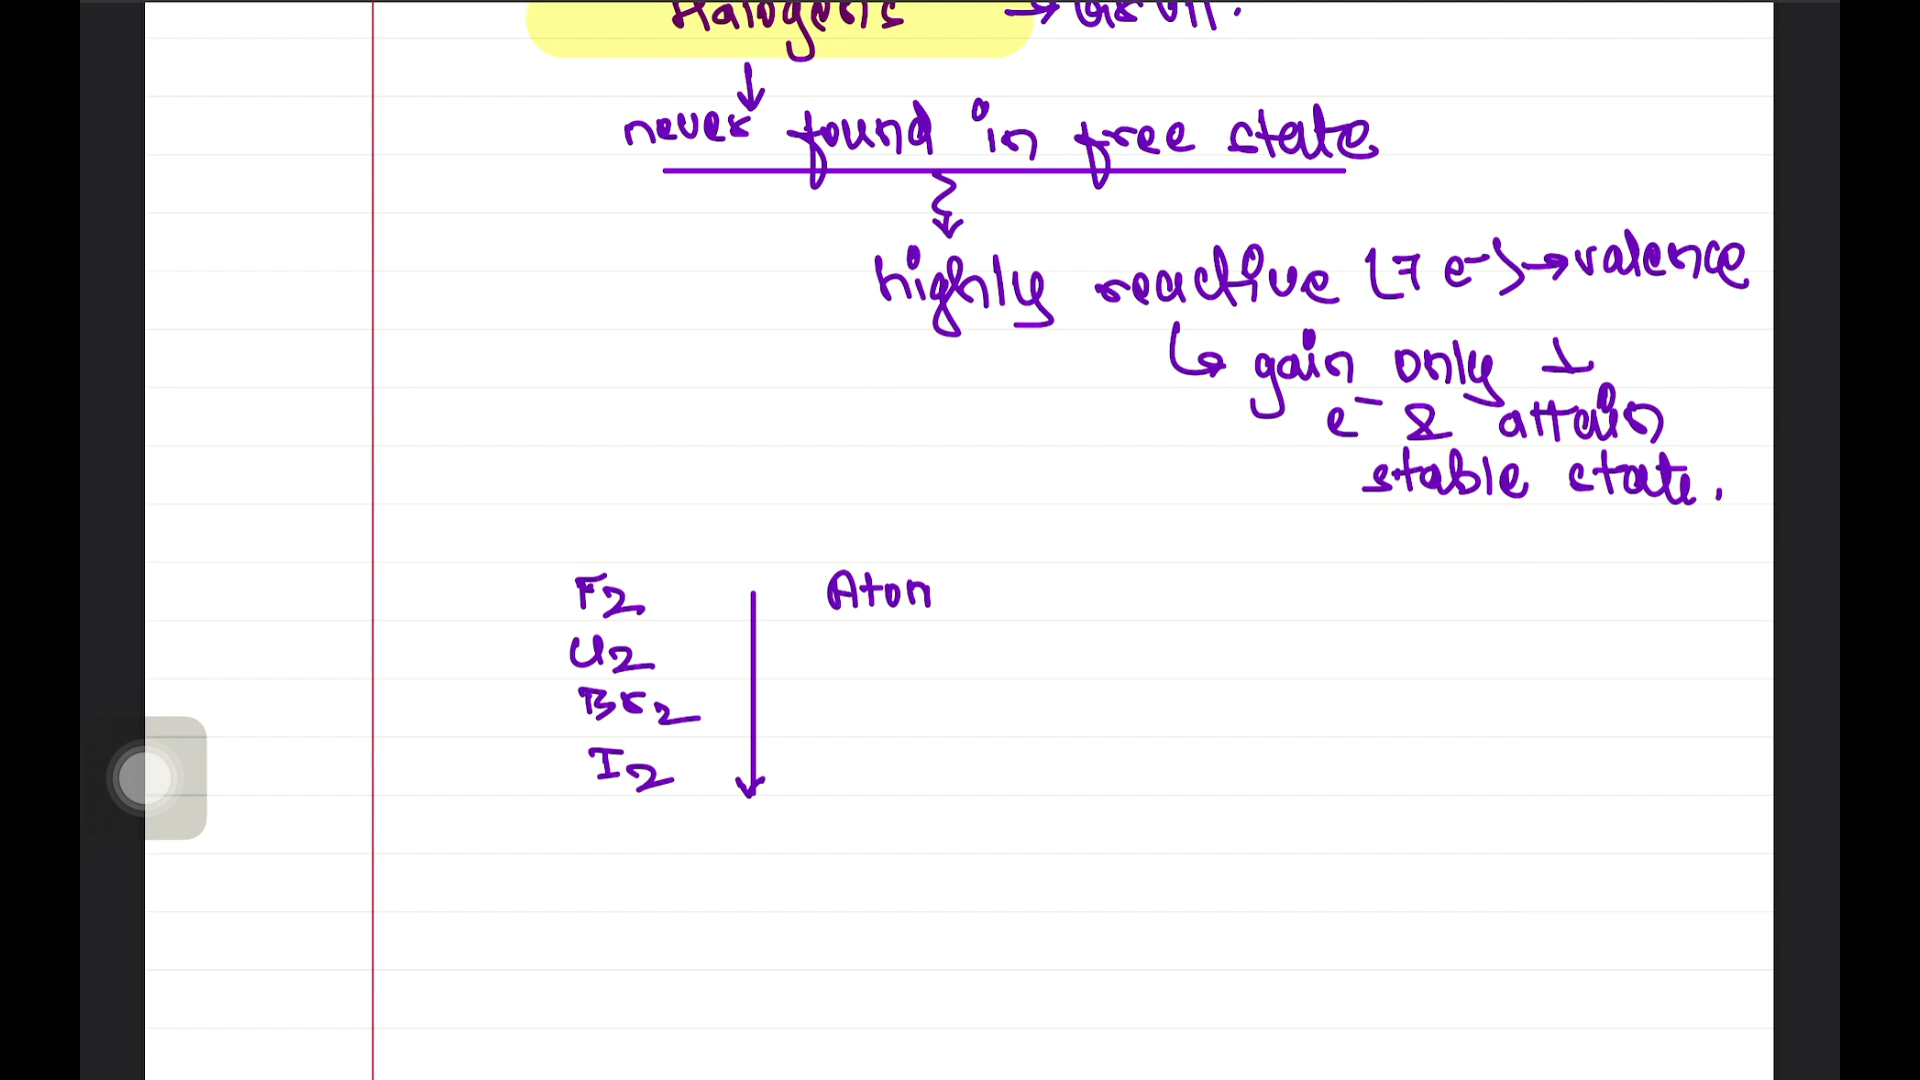 Halogens →
never found in free state
highly reactive [7 e⁻] → valence
gain only 1
e⁻ & attain
stable state.
F2 Atom
Cl2
Br2
I2